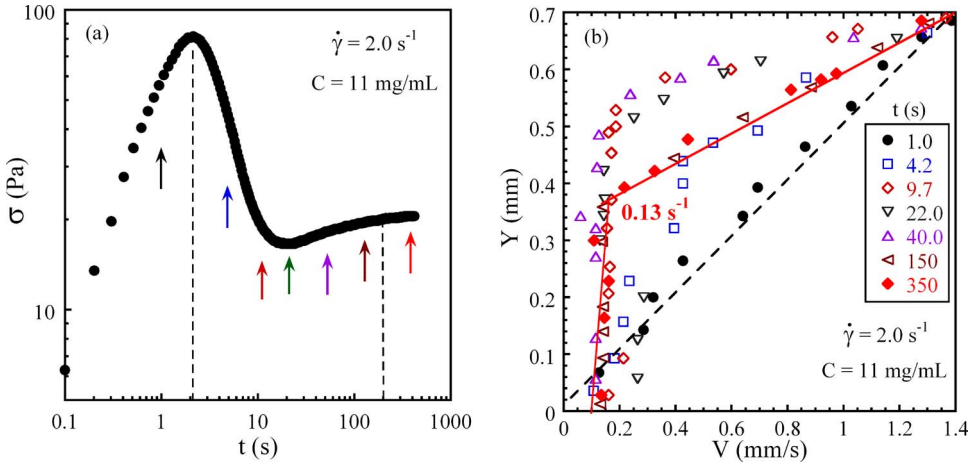 (a)
γ̇ = 2.0 s⁻¹
C = 11 mg/mL
100
10
σ (Pa)
0.1
1
10
100
1000
t (s)
(b)
0.7
0.6
0.5
0.4
0.3
0.2
0.1
0
Y (mm)
t (s)
1.0
4.2
9.7
22.0
40.0
150
350
0.13 s⁻¹
γ̇ = 2.0 s⁻¹
C = 11 mg/mL
0
0.2
0.4
0.6
0.8
1
1.2
1.4
V (mm/s)